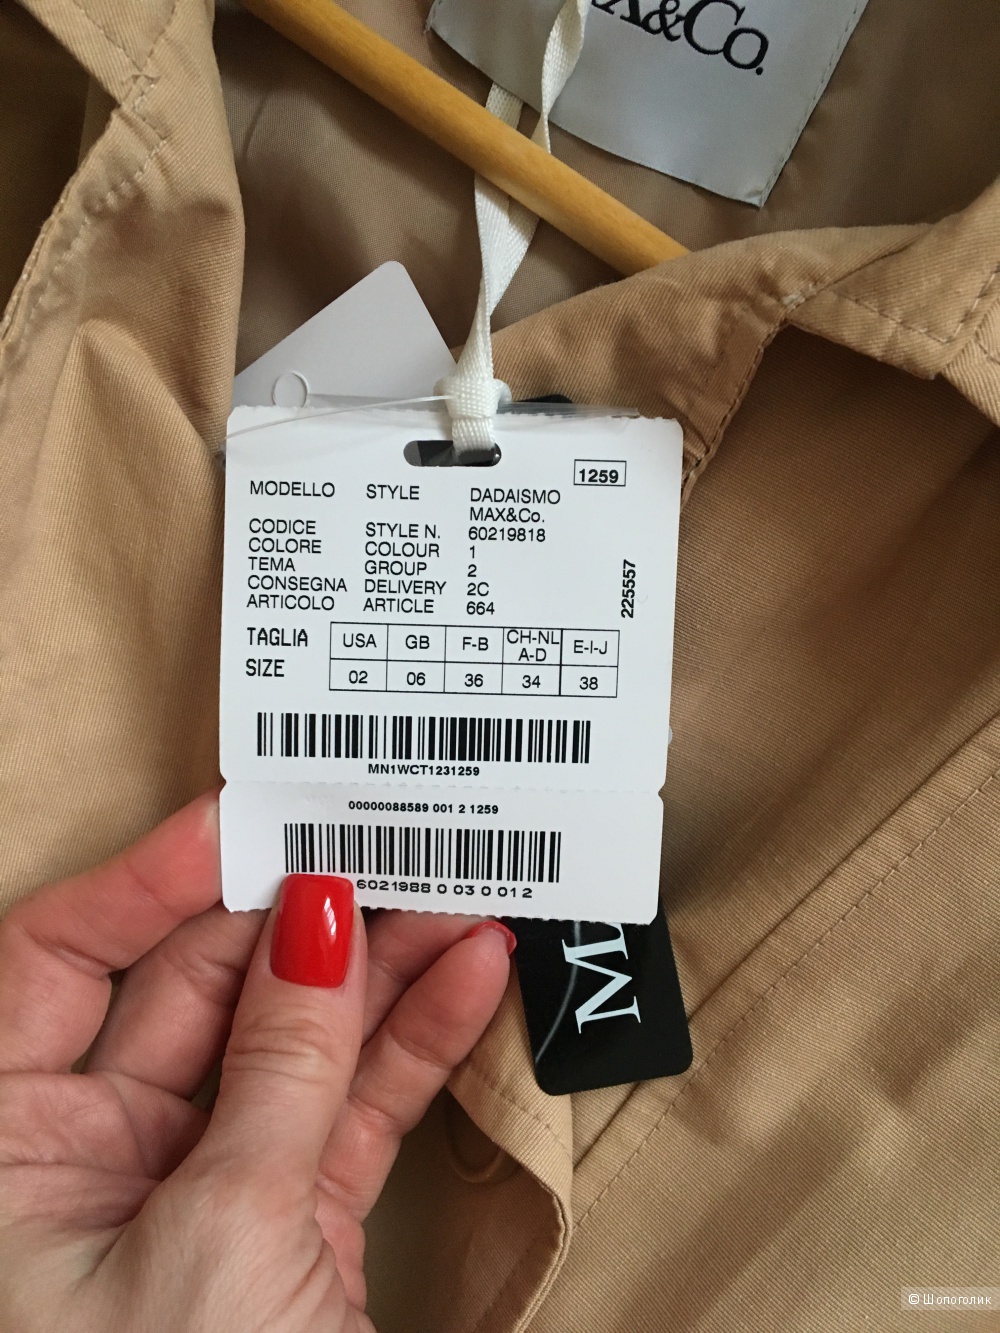 &Co.
1259
MODELLO STYLE DADAISMO
MAX&Co.
CODICE STYLE N. 60219818
COLORE COLOUR 1
TEMA GROUP 2
CONSEGNA DELIVERY 2C
ARTICOLO ARTICLE 664
225557
TAGLIA USA GB F-B CH-NL A-D E-I-J
SIZE 02 06 36 34 38
MN1WCT1231259
00000088589 001 2 1259
6021988 0 03 0 01 2
M
© Шопоголик